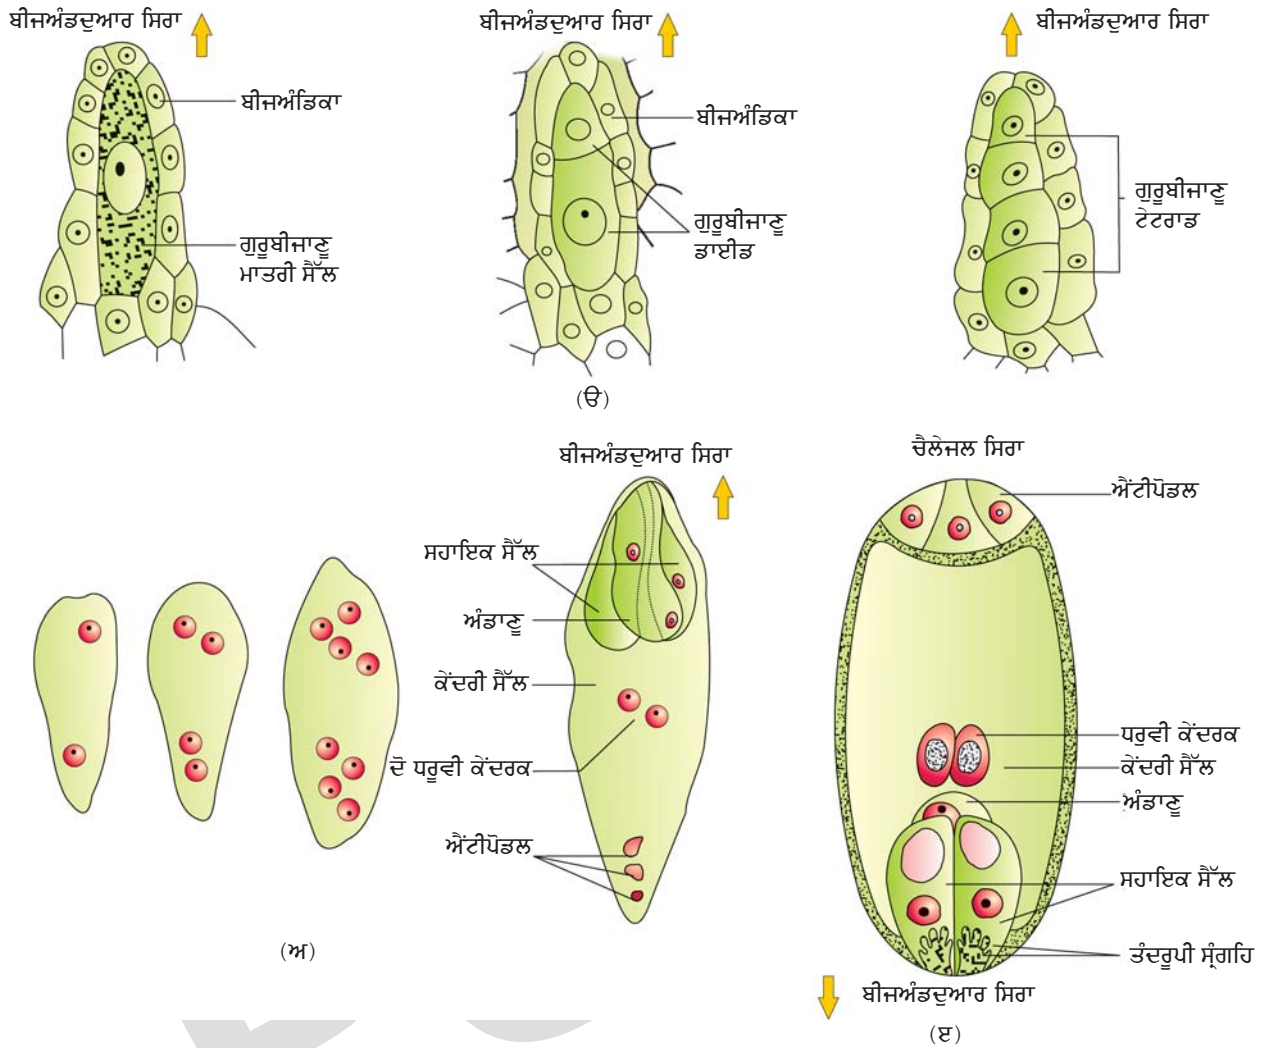 ਬੀਜਅੰਡਦੁਆਰ ਸਿਰਾ
ਬੀਜਅੰਡਿਕਾ
ਗੁਰੂਬੀਜਾਣੂ
ਮਾਤਰੀ ਸੈੱਲ
ਬੀਜਅੰਡਦੁਆਰ ਸਿਰਾ
ਬੀਜਅੰਡਿਕਾ
ਗੁਰੂਬੀਜਾਣੂ
ਡਾਈਡ
ਬੀਜਅੰਡਦੁਆਰ ਸਿਰਾ
ਗੁਰੂਬੀਜਾਣੂ
ਟੇਟਰਾਡ
(ੳ)
ਬੀਜਅੰਡਦੁਆਰ ਸਿਰਾ
ਸਹਾਇਕ ਸੈੱਲ
ਅੰਡਾਣੂ
ਕੇਂਦਰੀ ਸੈੱਲ
ਦੋ ਧਰੂਵੀ ਕੇਂਦਰਕ
ਐਂਟੀਪੋਡਲ
(ਅ)
ਚੈਲੇਜਲ ਸਿਰਾ
ਐਂਟੀਪੋਡਲ
ਧਰੁਵੀ ਕੇਂਦਰਕ
ਕੇਂਦਰੀ ਸੈੱਲ
ਅੰਡਾਣੂ
ਸਹਾਇਕ ਸੈੱਲ
ਤੰਦਰੂਪੀ ਸ੍ਰੰਗਹਿ
ਬੀਜਅੰਡਦੁਆਰ ਸਿਰਾ
(ੲ)